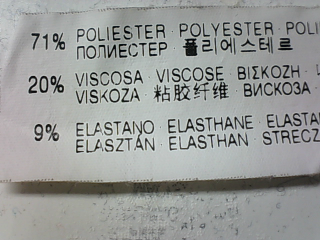 71% POLIESTER · POLYESTER · POLI
ПОЛИЕСТЕР · 폴리에스테르
20% VISCOSA · VISCOSE · ΒΙΣΚΟΖΗ ·
VISKOZA · 粘胶纤维 · ВИСКОЗА ·
9% ELASTANO · ELASTHANE · ELASTA
ELASZTÁN · ELASTHAN · STRECZ